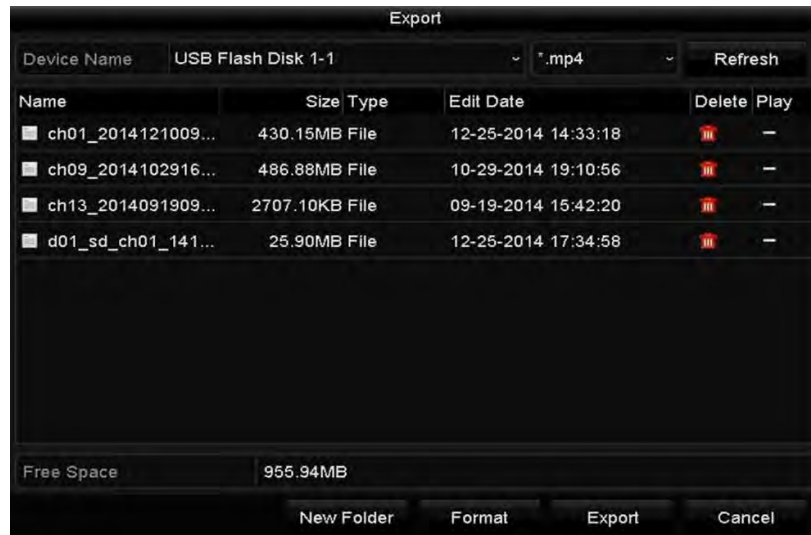 Export
Device Name USB Flash Disk 1-1 *.mp4 Refresh
Name Size Type Edit Date Delete Play
ch01_2014121009... 430.15MB File 12-25-2014 14:33:18
ch09_2014102916... 486.88MB File 10-29-2014 19:10:56
ch13_2014091909... 2707.10KB File 09-19-2014 15:42:20
d01_sd_ch01_141... 25.90MB File 12-25-2014 17:34:58
Free Space 955.94MB
New Folder Format Export Cancel